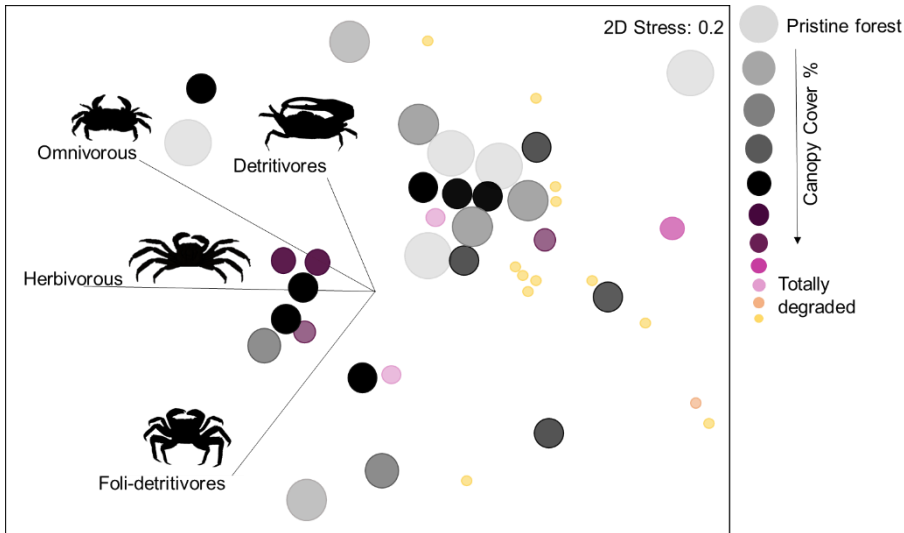 2D Stress: 0.2
Pristine forest
Canopy Cover %
Totally
degraded
Omnivorous
Detritivores
Herbivorous
Foli-detritivores